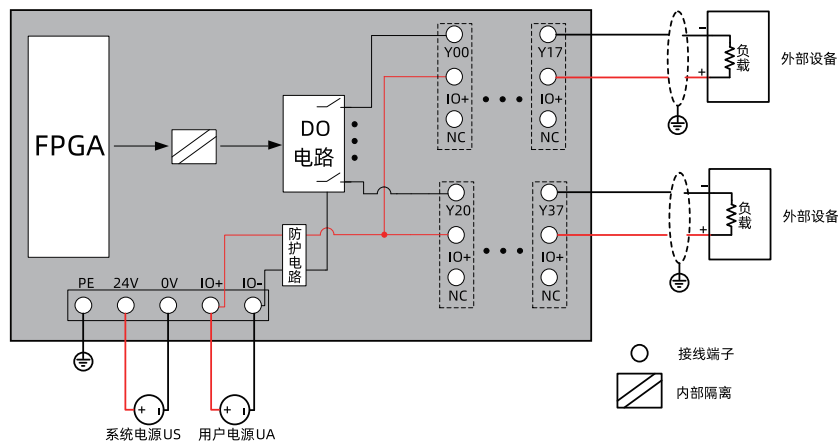 Y00
Y17
IO+
IO+
NC
NC
负载
外部设备
FPGA
DO
电路
Y20
Y37
IO+
IO+
NC
NC
负载
外部设备
防护电路
PE 24V 0V IO+ IO-
系统电源US 用户电源UA
接线端子
内部隔离